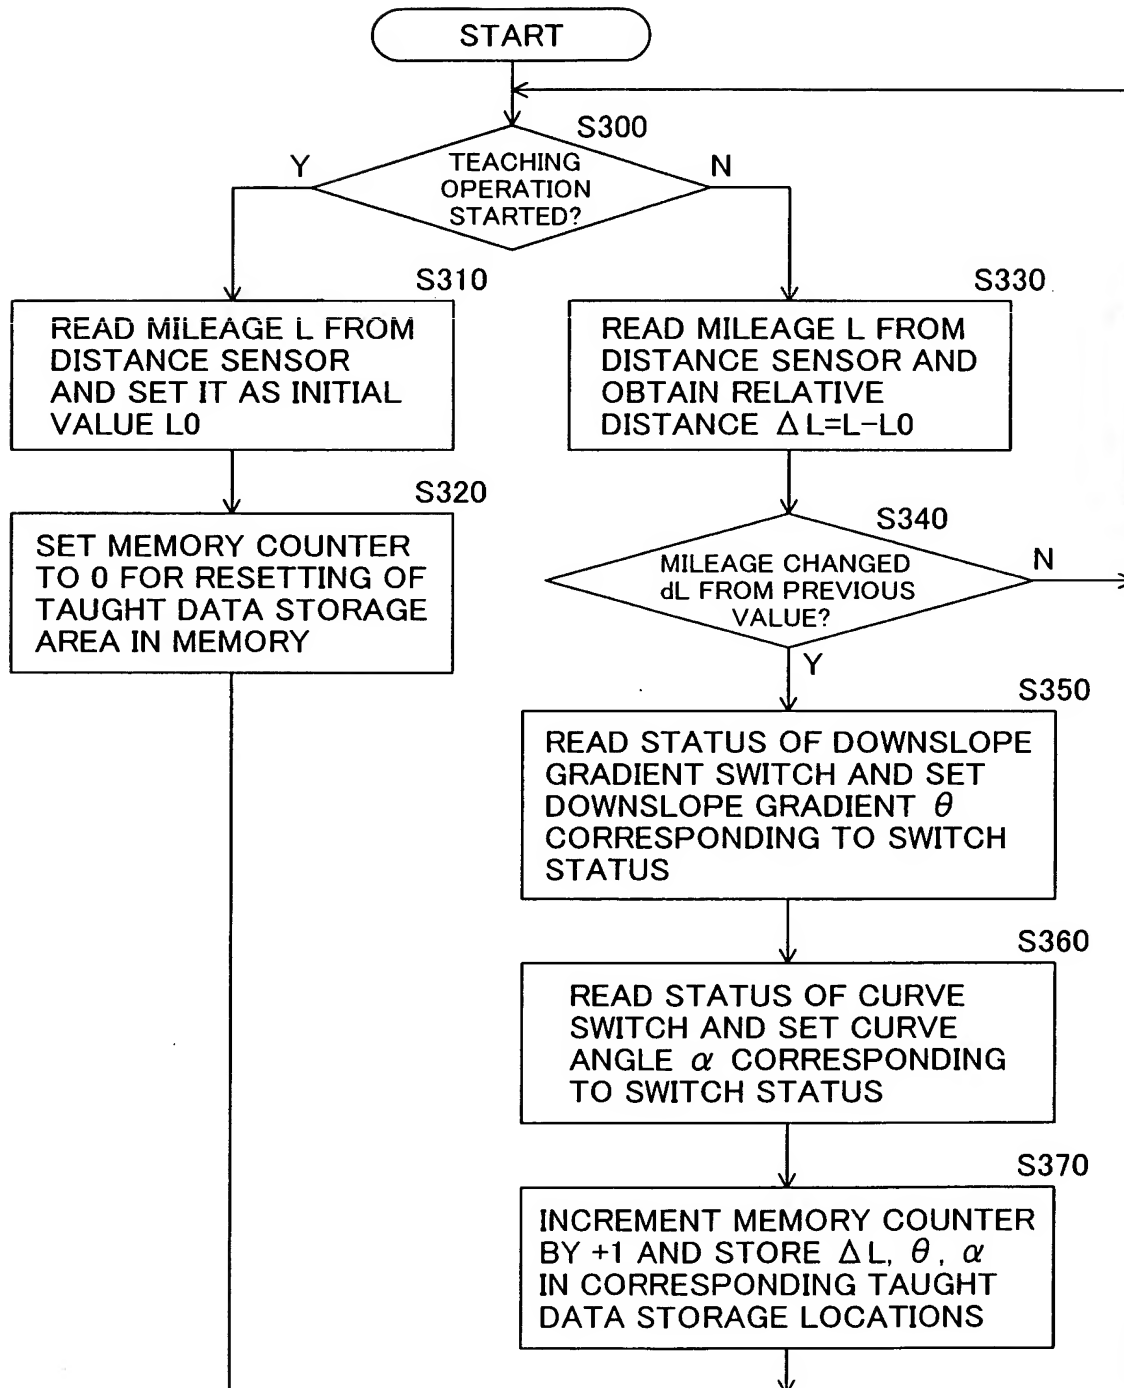 START
S300
Y
TEACHING
OPERATION
STARTED?
N
S310
READ MILEAGE L FROM
DISTANCE SENSOR
AND SET IT AS INITIAL
VALUE L0
S320
SET MEMORY COUNTER
TO 0 FOR RESETTING OF
TAUGHT DATA STORAGE
AREA IN MEMORY
S330
READ MILEAGE L FROM
DISTANCE SENSOR AND
OBTAIN RELATIVE
DISTANCE ΔL=L-L0
S340
MILEAGE CHANGED
dL FROM PREVIOUS
VALUE?
N
Y
S350
READ STATUS OF DOWNSLOPE
GRADIENT SWITCH AND SET
DOWNSLOPE GRADIENT θ
CORRESPONDING TO SWITCH
STATUS
S360
READ STATUS OF CURVE
SWITCH AND SET CURVE
ANGLE α CORRESPONDING
TO SWITCH STATUS
S370
INCREMENT MEMORY COUNTER
BY +1 AND STORE ΔL, θ, α
IN CORRESPONDING TAUGHT
DATA STORAGE LOCATIONS